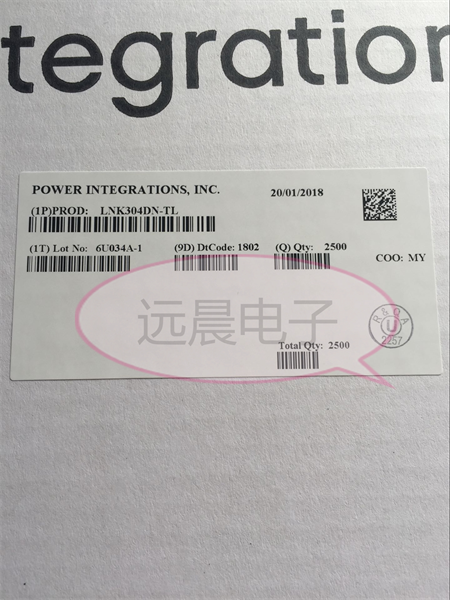 tegration
POWER INTEGRATIONS, INC. 20/01/2018
(1P)PROD: LNK304DN-TL
(1T) Lot No: 6U034A-1 (9D) DtCode: 1802 (Q) Qty: 2500
COO: MY
远晨电子
R & Q A
U
2257
Total Qty: 2500